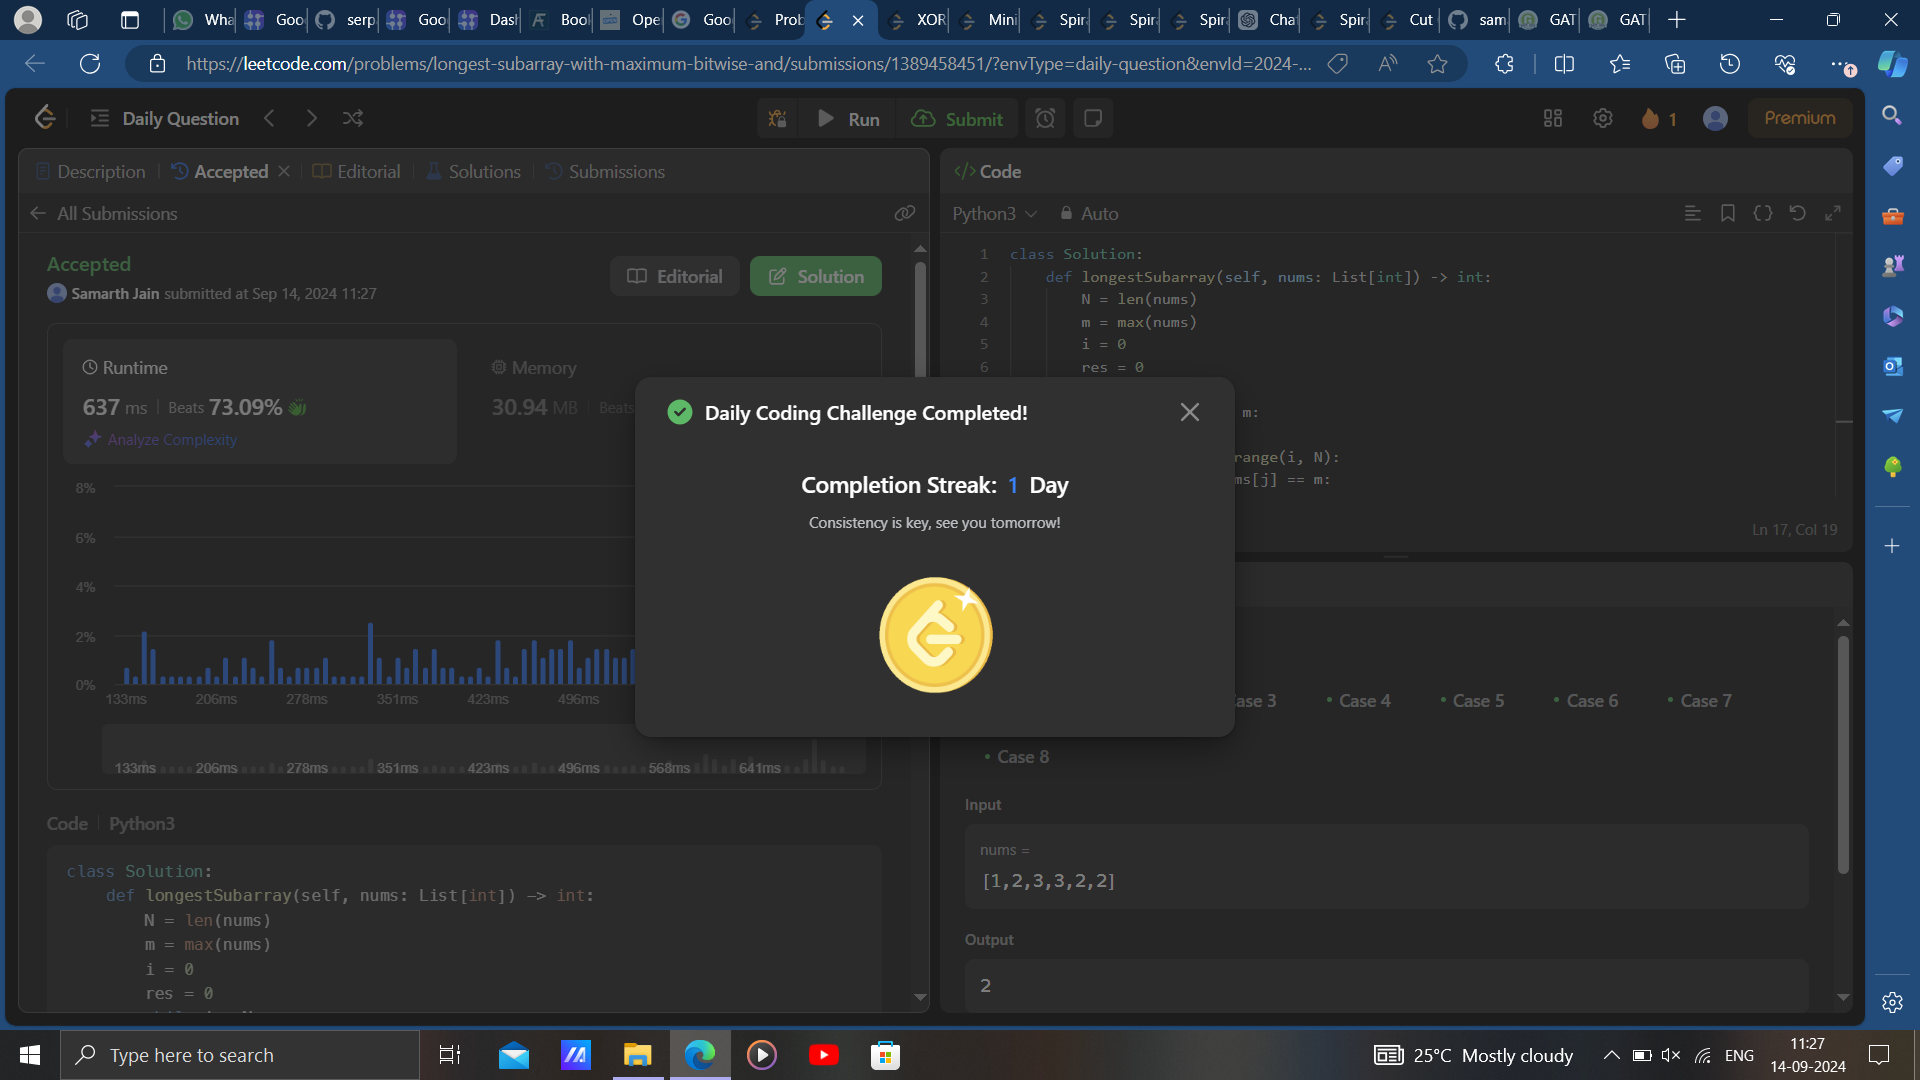 Wha
Goo
serp
Goo
Dash
Book
Ope
Goo
Prob
XOR
Mini
Spira
Spira
Spira
Cha
Spira
Cut
sam
GAT
GAT
https://leetcode.com/problems/longest-subarray-with-maximum-bitwise-and/submissions/1389458451/?envType=daily-question&envId=2024-...
Daily Question
Run
Submit
1
Premium
Description
Accepted
Editorial
Solutions
Submissions
</> Code
All Submissions
Python3
Auto
Accepted
Samarth Jain submitted at Sep 14, 2024 11:27
Editorial
Solution
Runtime
637 ms | Beats 73.09%
Analyze Complexity
Memory
30.94 MB | Beats
8%
6%
4%
2%
0%
133ms 206ms 278ms 351ms 423ms 496ms
133ms 206ms 278ms 351ms 423ms 496ms 568ms 641ms
Code | Python3
class Solution:
def longestSubarray(self, nums: List[int]) -> int:
N = len(nums)
m = max(nums)
i = 0
res = 0
1 class Solution:
2 def longestSubarray(self, nums: List[int]) -> int:
3 N = len(nums)
4 m = max(nums)
5 i = 0
6 res = 0
m:
range(i, N):
ms[j] == m:
Ln 17, Col 19
Daily Coding Challenge Completed!
Completion Streak: 1 Day
Consistency is key, see you tomorrow!
Case 3
Case 4
Case 5
Case 6
Case 7
Case 8
Input
nums =
[1,2,3,3,2,2]
Output
2
Type here to search
25°C Mostly cloudy
ENG
11:27
14-09-2024